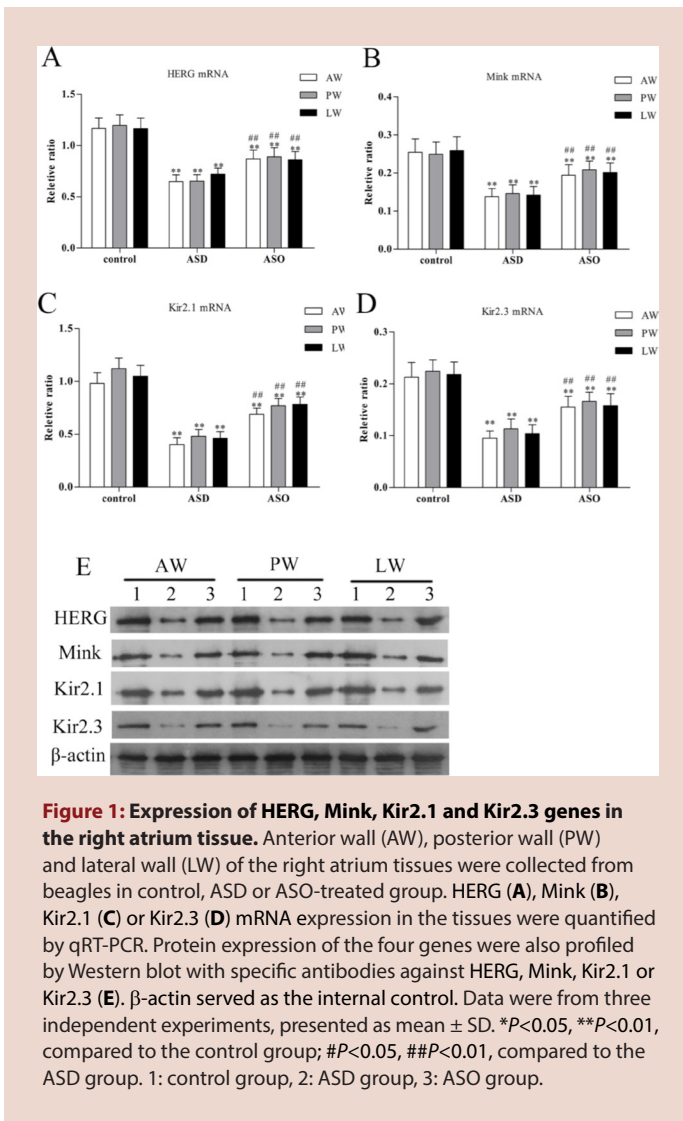 A
HERG mRNA
AW
PW
LW
Reletive ratio
1.5
1.0
0.5
0.0
** ** **
## ## ##
** ** **
control ASD ASO
B
Mink mRNA
AW
PW
LW
Reletive ratio
0.4
0.3
0.2
0.1
0.0
** ** **
## ## ##
** ** **
control ASD ASO
C
Kir2.1 mRNA
AV
PV
LV
Reletive ratio
1.5
1.0
0.5
0.0
** ** **
## ## ##
** ** **
control ASD ASO
D
Kir2.3 mRNA
AW
PW
LW
Reletive ratio
0.3
0.2
0.1
0.0
** ** **
## ## ##
** ** **
control ASD ASO
E
AW PW LW
1 2 3 1 2 3 1 2 3
HERG
Mink
Kir2.1
Kir2.3
β-actin
Figure 1: Expression of HERG, Mink, Kir2.1 and Kir2.3 genes in
the right atrium tissue. Anterior wall (AW), posterior wall (PW)
and lateral wall (LW) of the right atrium tissues were collected from
beagles in control, ASD or ASO-treated group. HERG (A), Mink (B),
Kir2.1 (C) or Kir2.3 (D) mRNA expression in the tissues were quantified
by qRT-PCR. Protein expression of the four genes were also profiled
by Western blot with specific antibodies against HERG, Mink, Kir2.1 or
Kir2.3 (E). β-actin served as the internal control. Data were from three
independent experiments, presented as mean ± SD. *P<0.05, **P<0.01,
compared to the control group; #P<0.05, ##P<0.01, compared to the
ASD group. 1: control group, 2: ASD group, 3: ASO group.